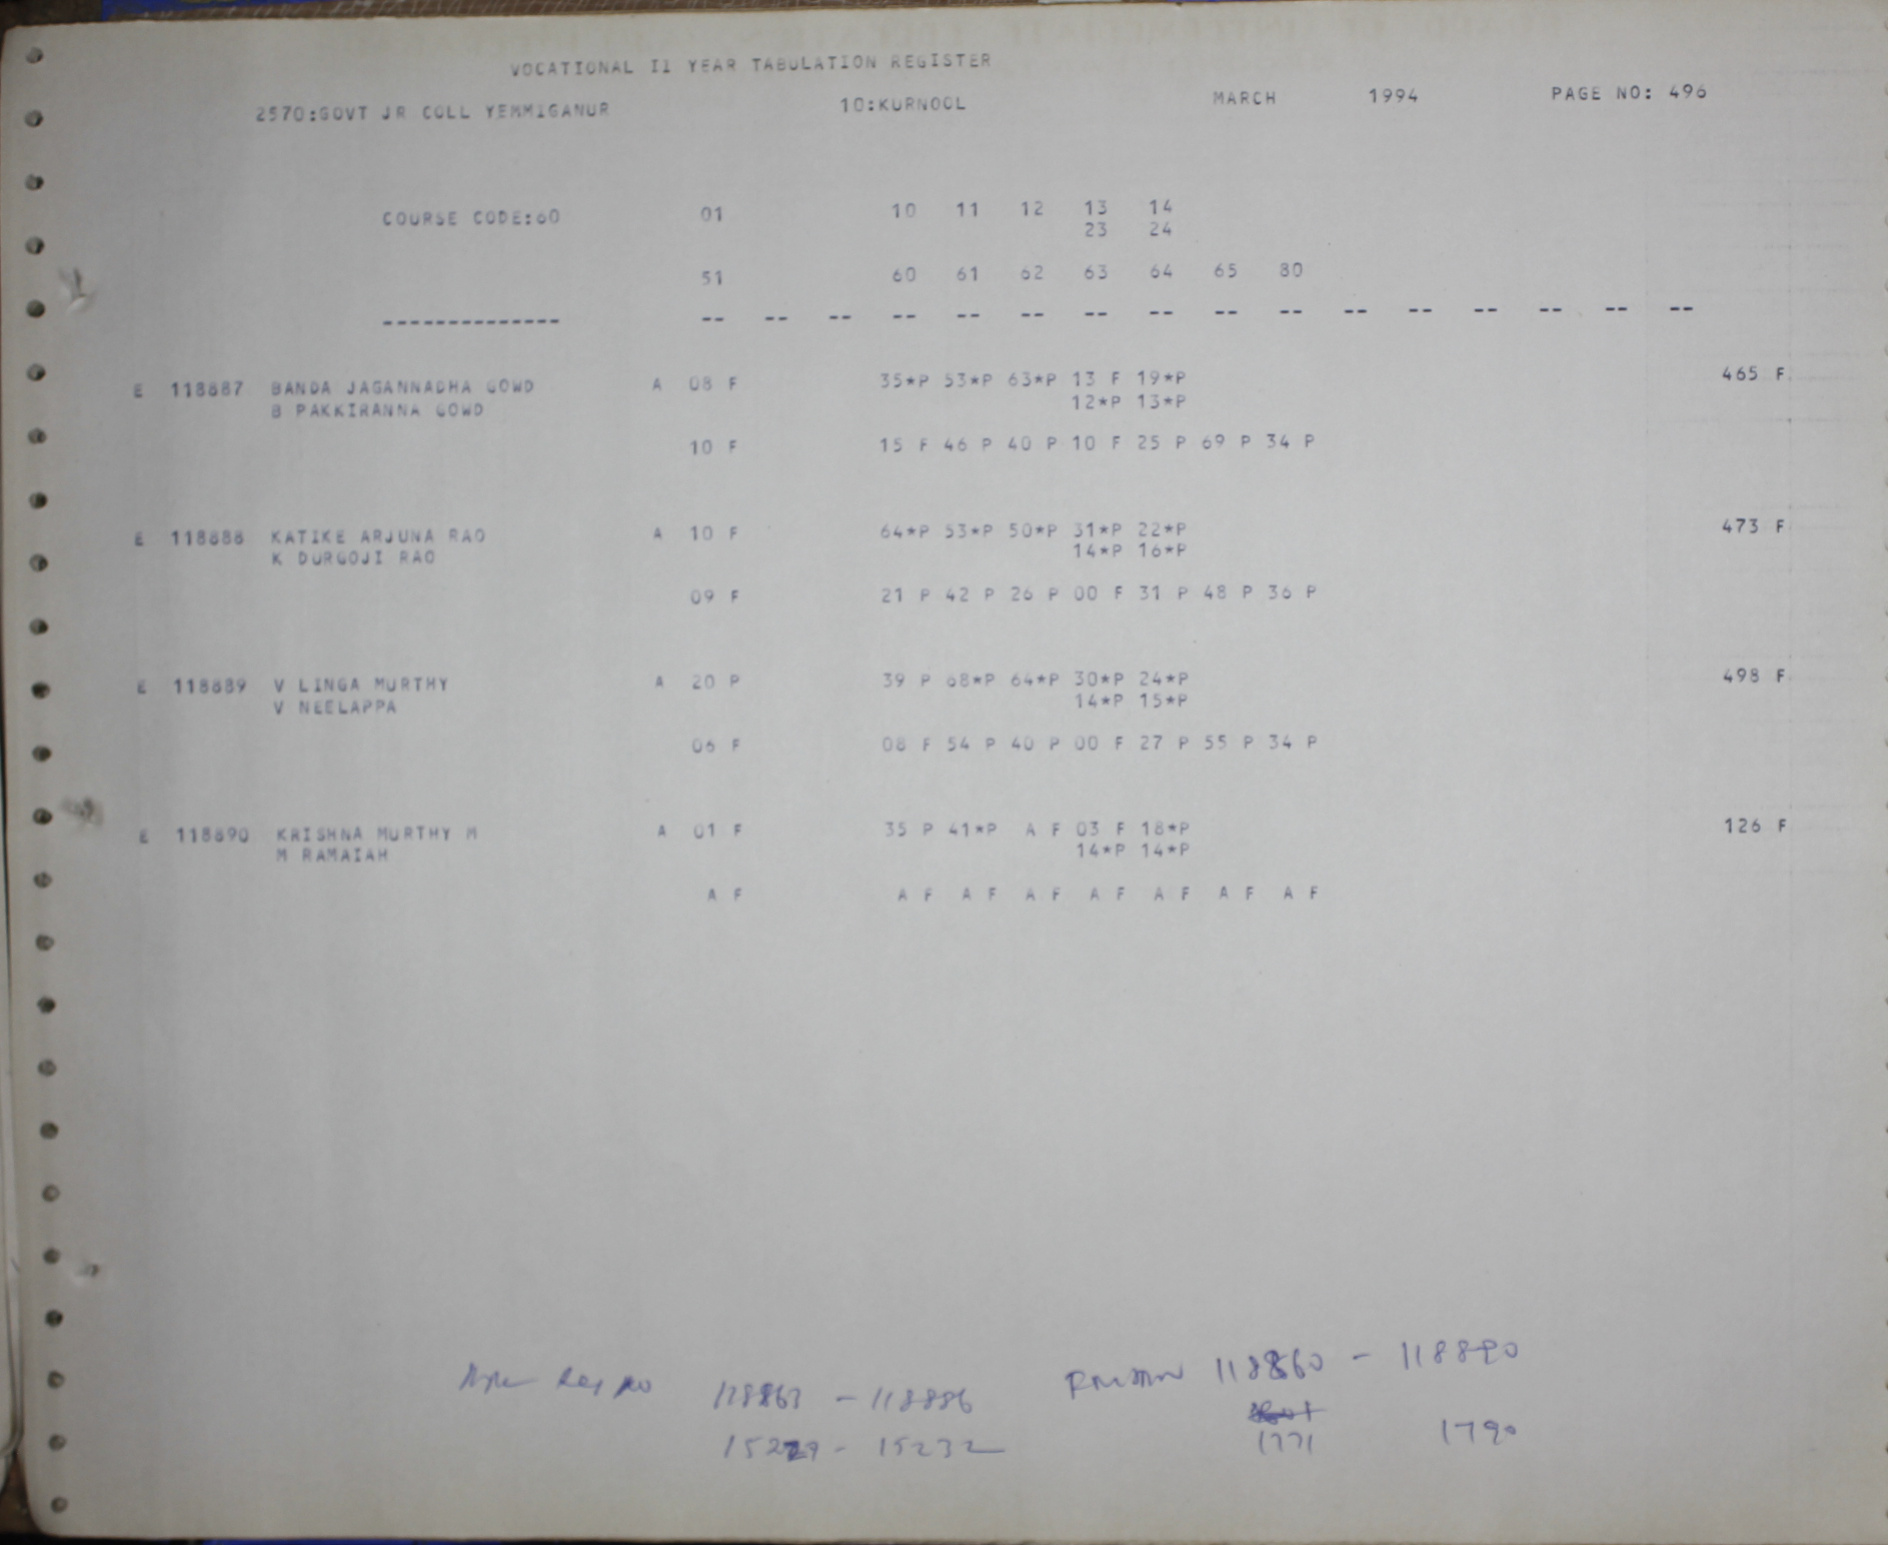 VOCATIONAL II YEAR TABULATION REGISTER
2570:GOVT JR COLL YEMMIGANUR 10:KURNOOL MARCH 1994 PAGE NO: 496
COURSE CODE:60 01 10 11 12 13 14
23 24
51 60 61 62 63 64 65 80
-------------- -- -- -- -- -- -- -- -- -- -- -- -- -- -- -- --
E 118887 BANDA JAGANNADHA GOWD A 08 F 35*P 53*P 63*P 13 F 19*P 465 F
B PAKKIRANNA GOWD 12*P 13*P
10 F 15 F 46 P 40 P 10 F 25 P 69 P 34 P
E 118888 KATIKE ARJUNA RAO A 10 F 64*P 53*P 50*P 31*P 22*P 473 F
K DURGOJI RAO 14*P 16*P
09 F 21 P 42 P 26 P 00 F 31 P 48 P 36 P
E 118889 V LINGA MURTHY A 20 P 39 P 68*P 64*P 30*P 24*P 498 F
V NEELAPPA 14*P 15*P
06 F 08 F 54 P 40 P 00 F 27 P 55 P 34 P
E 118890 KRISHNA MURTHY M A 01 F 35 P 41*P A F 03 F 18*P 126 F
M RAMAIAH 14*P 14*P
A F A F A F A F A F A F A F A F
118863 - 118886 118860 - 118890
15229 - 15232 1771 1790